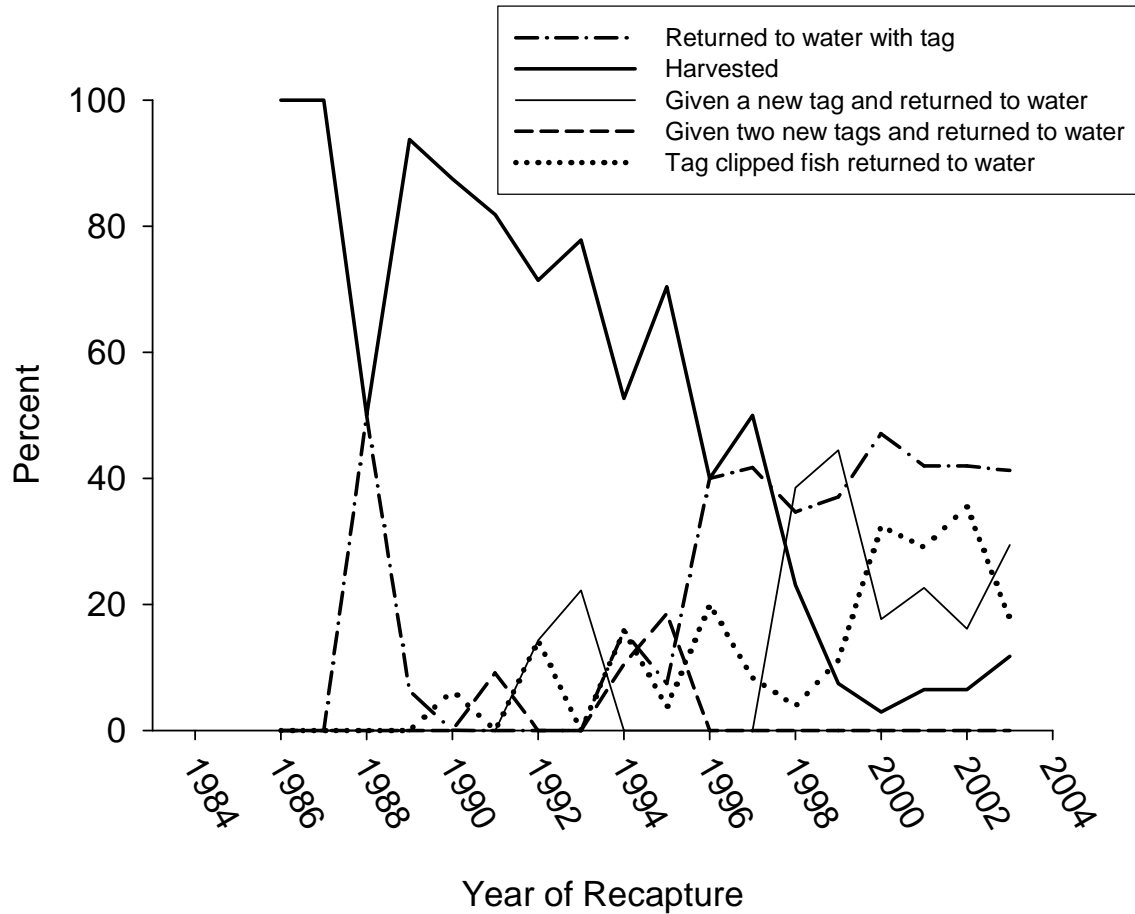 Returned to water with tag
Harvested
Given a new tag and returned to water
Given two new tags and returned to water
Tag clipped fish returned to water
100
80
60
40
20
0
Percent
1984
1986
1988
1990
1992
1994
1996
1998
2000
2002
2004
Year of Recapture